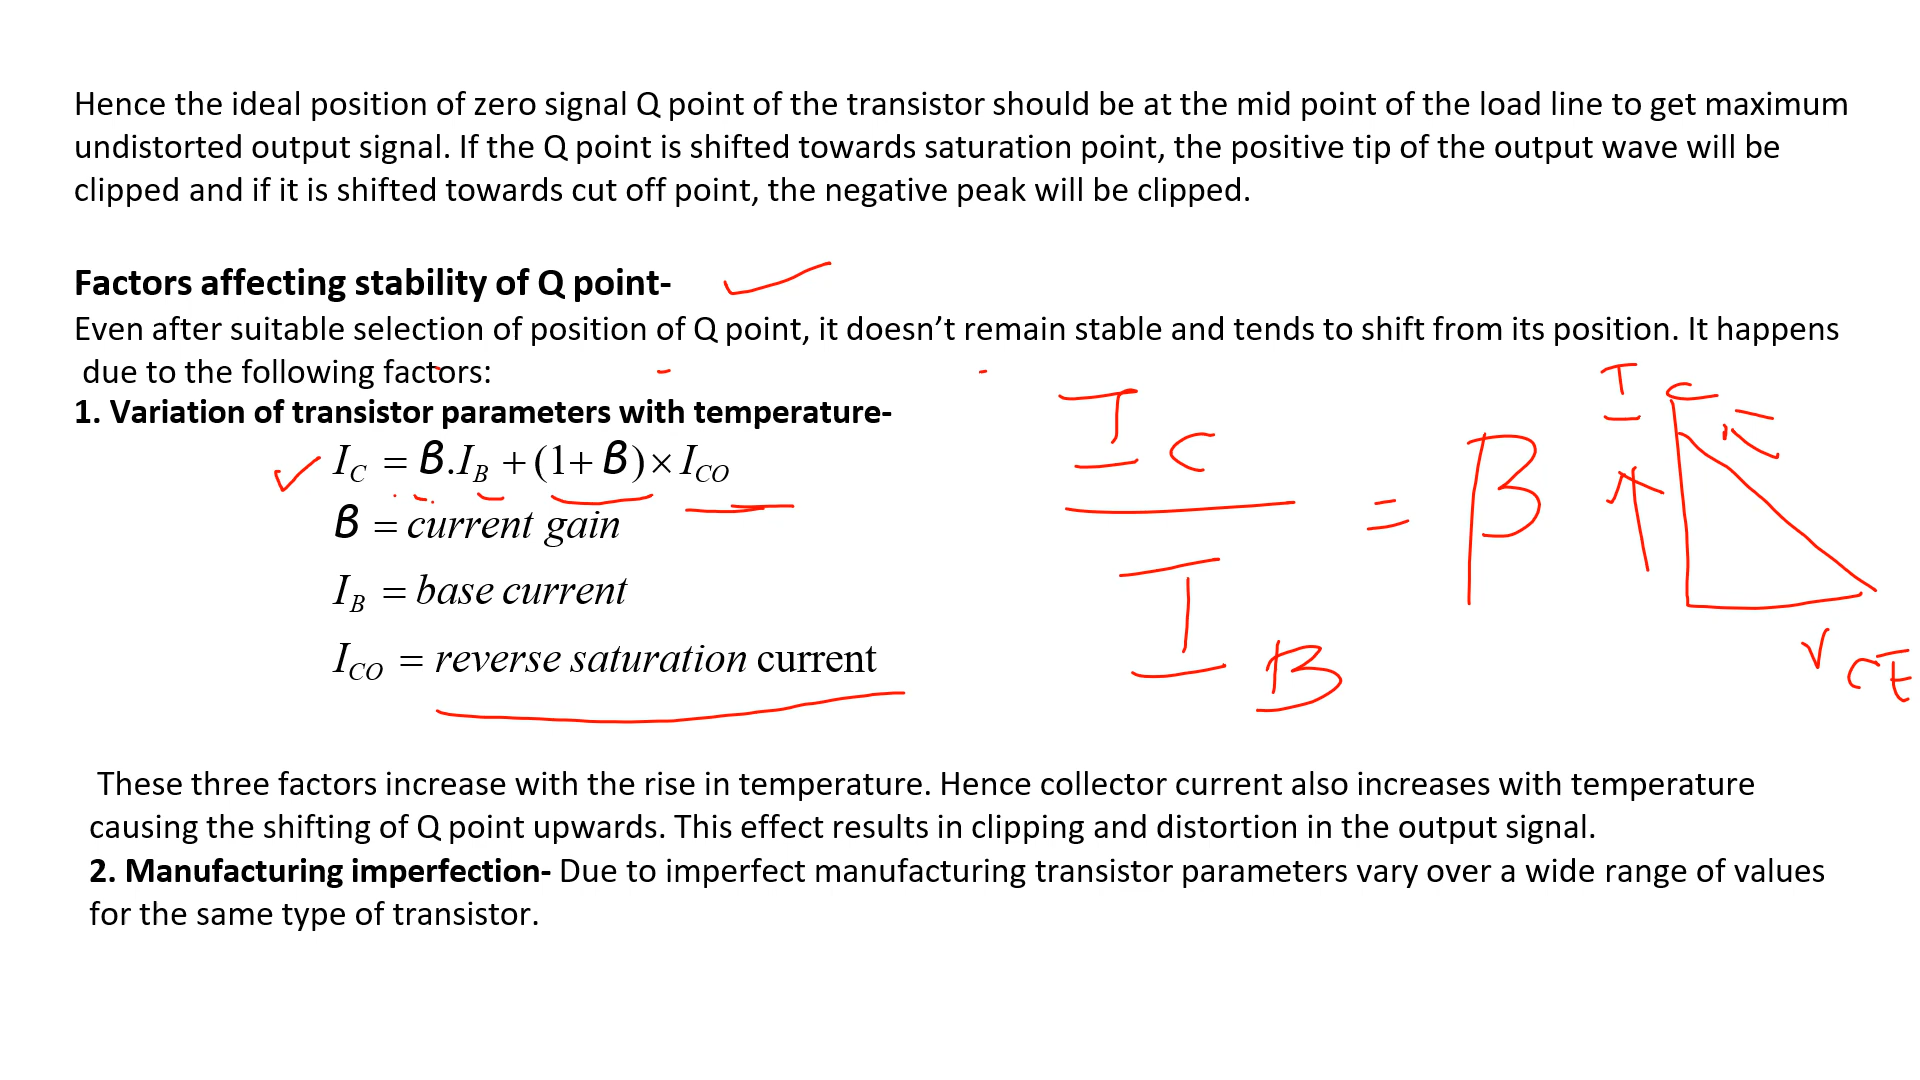 Hence the ideal position of zero signal Q point of the transistor should be at the mid point of the load line to get maximum
undistorted output signal. If the Q point is shifted towards saturation point, the positive tip of the output wave will be
clipped and if it is shifted towards cut off point, the negative peak will be clipped.
Factors affecting stability of Q point-
Even after suitable selection of position of Q point, it doesn’t remain stable and tends to shift from its position. It happens
due to the following factors:
1. Variation of transistor parameters with temperature-
I_C = β.I_B + (1 + β) × I_CO
β = current gain
I_B = base current
I_CO = reverse saturation current
I_C / I_B = β
I_C
V_CE
These three factors increase with the rise in temperature. Hence collector current also increases with temperature
causing the shifting of Q point upwards. This effect results in clipping and distortion in the output signal.
2. Manufacturing imperfection- Due to imperfect manufacturing transistor parameters vary over a wide range of values
for the same type of transistor.